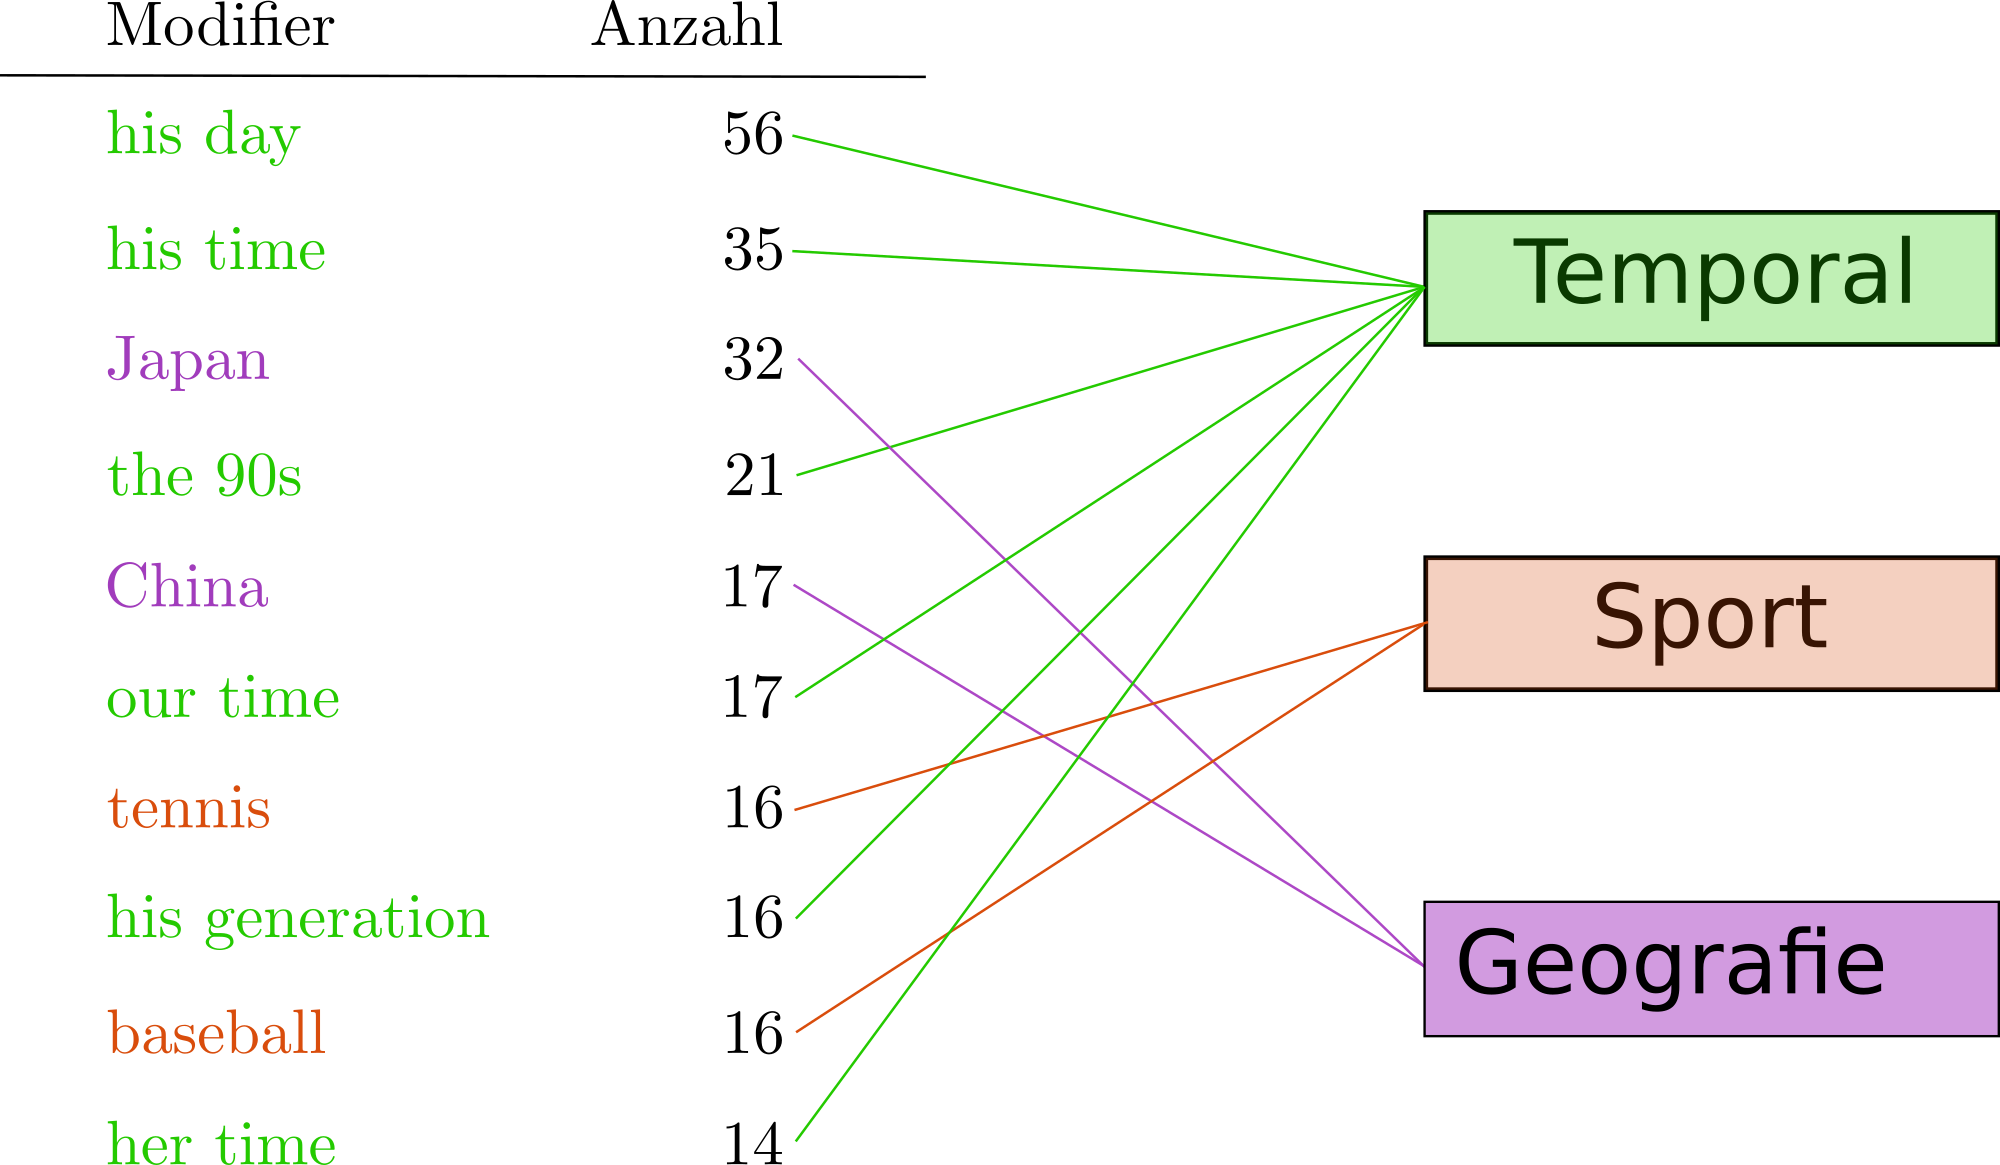 Modifier Anzahl
his day 56
his time 35
Temporal
Japan 32
the 90s 21
China 17
Sport
our time 17
tennis 16
his generation 16
Geografie
baseball 16
her time 14